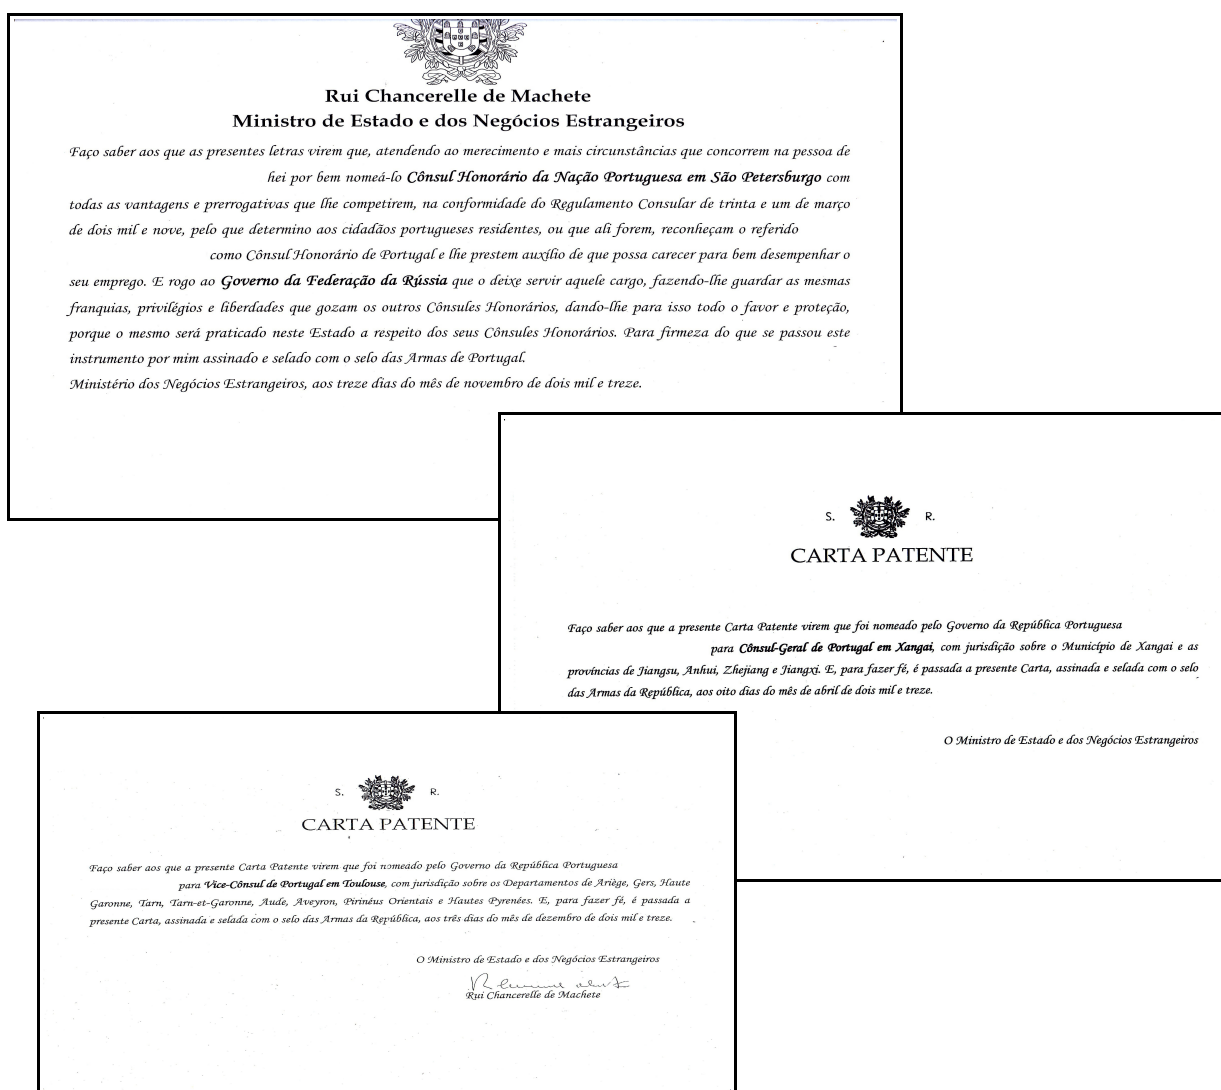 Rui Chancerelle de Machete
Ministro de Estado e dos Negócios Estrangeiros
Faço saber aos que as presentes letras virem que, atendendo ao merecimento e mais circunstâncias que concorrem na pessoa de
hei por bem nomeá-lo Cônsul Honorário da Nação Portuguesa em São Petersburgo com
todas as vantagens e prerrogativas que lhe competirem, na conformidade do Regulamento Consular de trinta e um de março
de dois mil e nove, pelo que determino aos cidadãos portugueses residentes, ou que ali forem, reconheçam o referido
como Cônsul Honorário de Portugal e lhe prestem auxílio de que possa carecer para bem desempenhar o
seu emprego. E rogo ao Governo da Federação da Rússia que o deixe servir aquele cargo, fazendo-lhe guardar as mesmas
franquias, privilégios e liberdades que gozam os outros Cônsules Honorários, dando-lhe para isso todo o favor e proteção,
porque o mesmo será praticado neste Estado a respeito dos seus Cônsules Honorários. Para firmeza do que se passou este
instrumento por mim assinado e selado com o selo das Armas de Portugal.
Ministério dos Negócios Estrangeiros, aos treze dias do mês de novembro de dois mil e treze.
S. R.
CARTA PATENTE
Faço saber aos que a presente Carta Patente virem que foi nomeado pelo Governo da República Portuguesa
para Cônsul-Geral de Portugal em Xangai, com jurisdição sobre o Município de Xangai e as
províncias de Jiangsu, Anhui, Zhejiang e Jiangxi. E, para fazer fé, é passada a presente Carta, assinada e selada com o selo
das Armas da República, aos oito dias do mês de abril de dois mil e treze.
O Ministro de Estado e dos Negócios Estrangeiros
S. R.
CARTA PATENTE
Faço saber aos que a presente Carta Patente virem que foi nomeado pelo Governo da República Portuguesa
para Vice-Cônsul de Portugal em Toulouse, com jurisdição sobre os Departamentos de Ariège, Gers, Haute
Garonne, Tarn, Tarn-et-Garonne, Aude, Aveyron, Pirinéus Orientais e Hautes Pyrenées. E, para fazer fé, é passada a
presente Carta, assinada e selada com o selo das Armas da República, aos três dias do mês de dezembro de dois mil e treze.
O Ministro de Estado e dos Negócios Estrangeiros
Rui Chancerelle de Machete